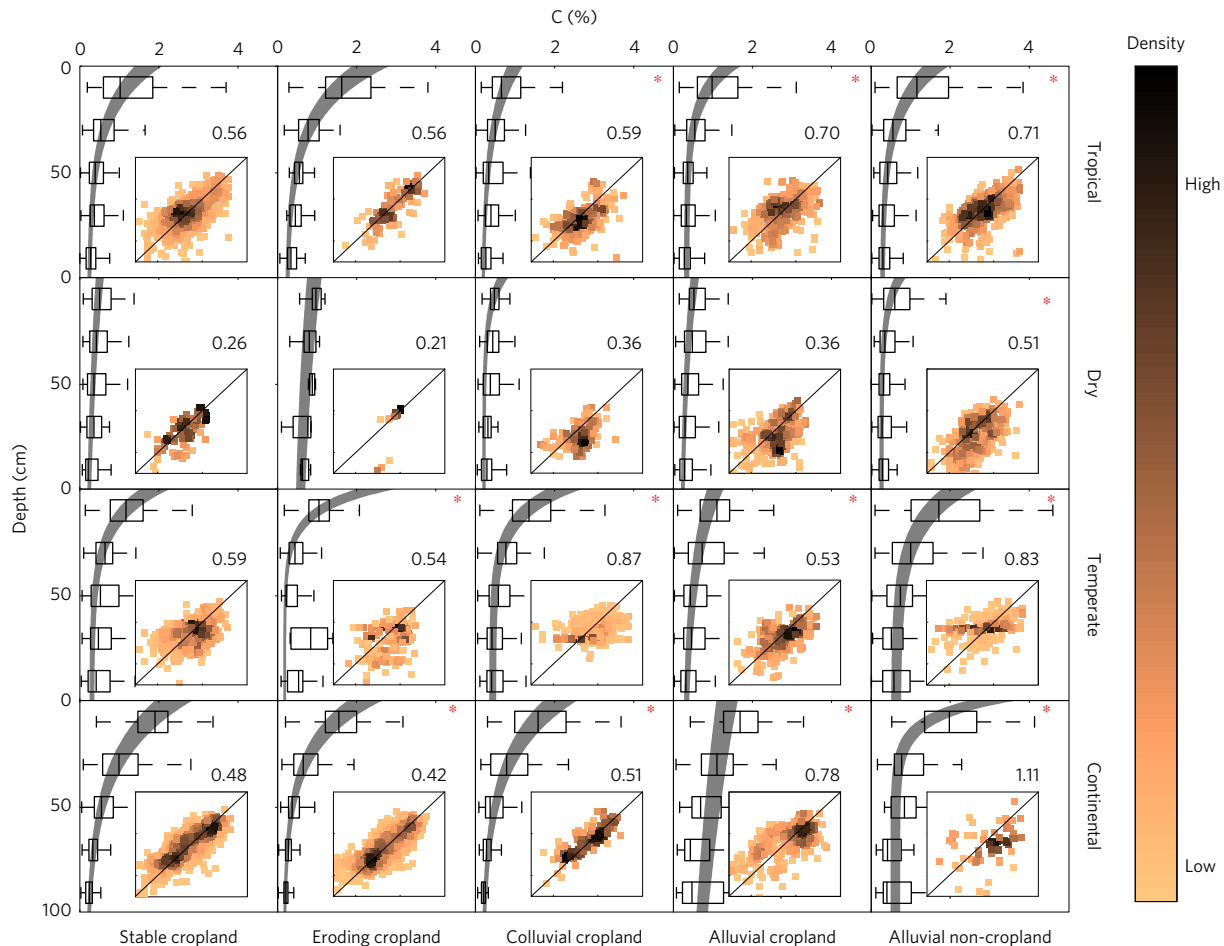 C (%)
0 2 4 0 2 4 0 2 4 0 2 4 0 2 4
Density
High
Low
Depth (cm)
0
* * *
0.56 0.56 0.59 0.70 0.71
50
Tropical
0
*
0.26 0.21 0.36 0.36 0.51
50
Dry
0
* * * *
0.59 0.54 0.87 0.53 0.83
50
Temperate
0
* * * *
0.48 0.42 0.51 0.78 1.11
50
Continental
100
Stable cropland Eroding cropland Colluvial cropland Alluvial cropland Alluvial non-cropland